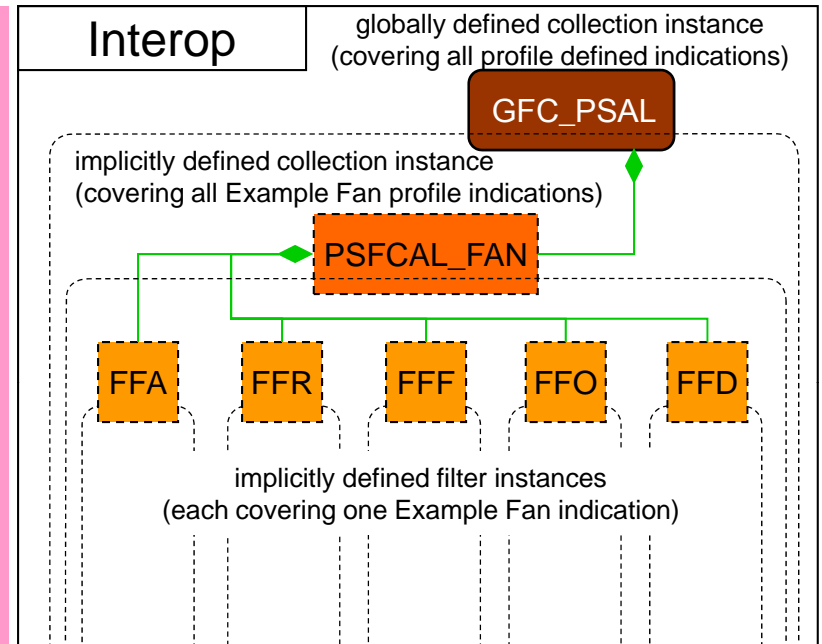 Interop
globally defined collection instance
(covering all profile defined indications)
GFC_PSAL
implicitly defined collection instance
(covering all Example Fan profile indications)
PSFCAL_FAN
FFA
FFR
FFF
FFO
FFD
implicitly defined filter instances
(each covering one Example Fan indication)